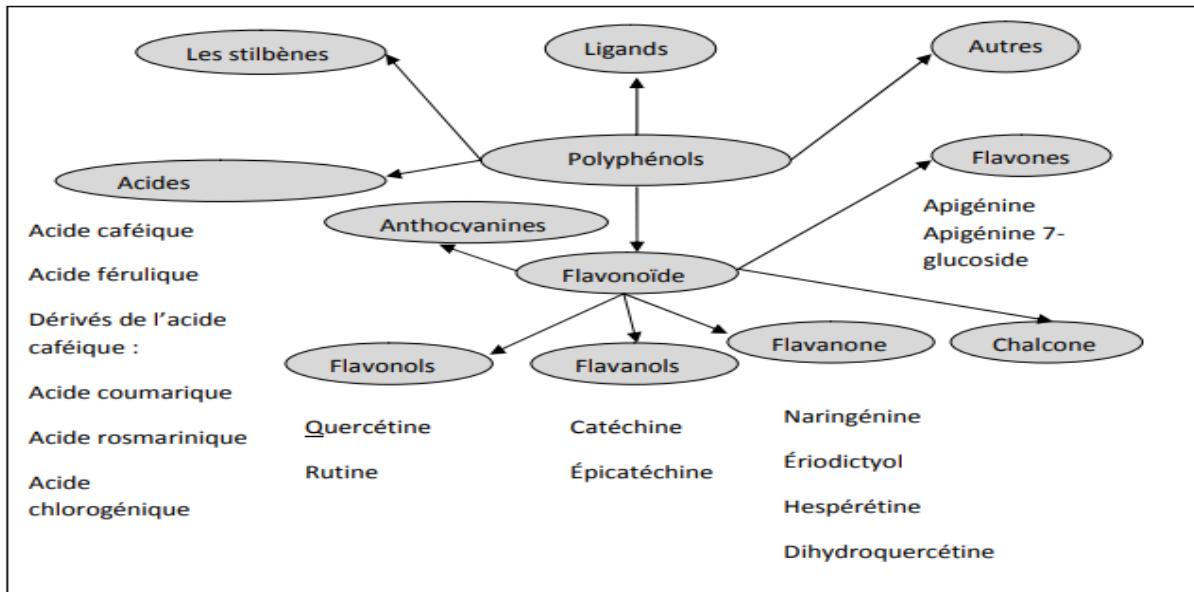 Les stilbènes
Ligands
Autres
Polyphénols
Flavones
Acides
Apigénine
Apigénine 7-
glucoside
Anthocyanines
Acide caféique
Acide férulique
Flavonoïde
Dérivés de l’acide
caféique :
Flavonols
Flavanols
Flavanone
Chalcone
Acide coumarique
Acide rosmarinique
Acide
chlorogénique
Quercétine
Rutine
Catéchine
Épicatéchine
Naringénine
Ériodictyol
Hespérétine
Dihydroquercétine